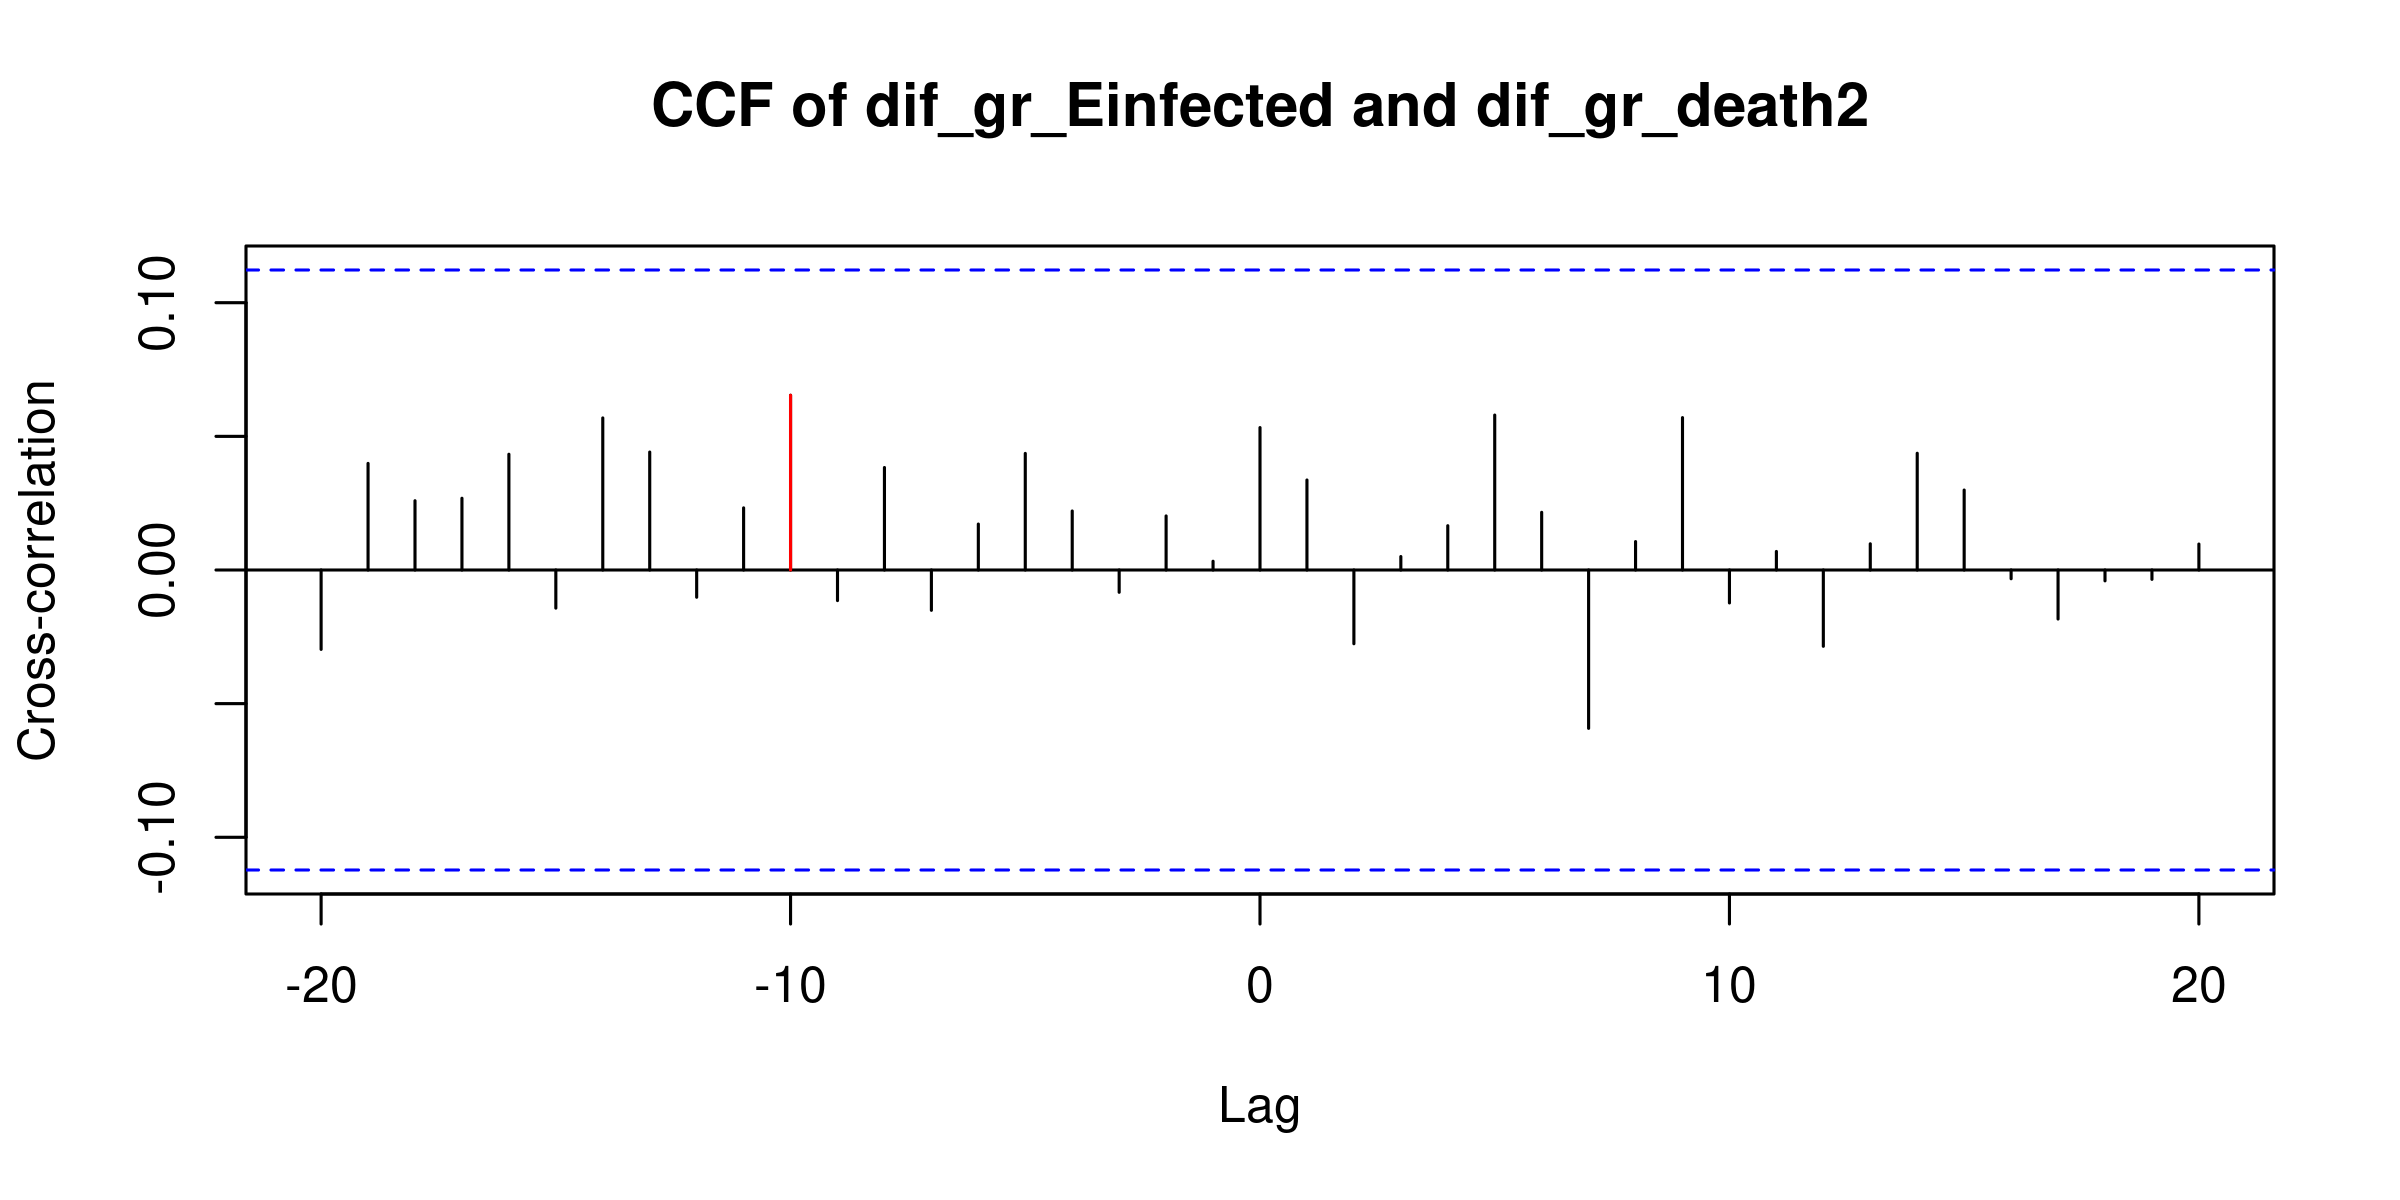 CCF of dif_gr_Einfected and dif_gr_death2
Cross-correlation
0.10
0.00
-0.10
-20 -10 0 10 20
Lag